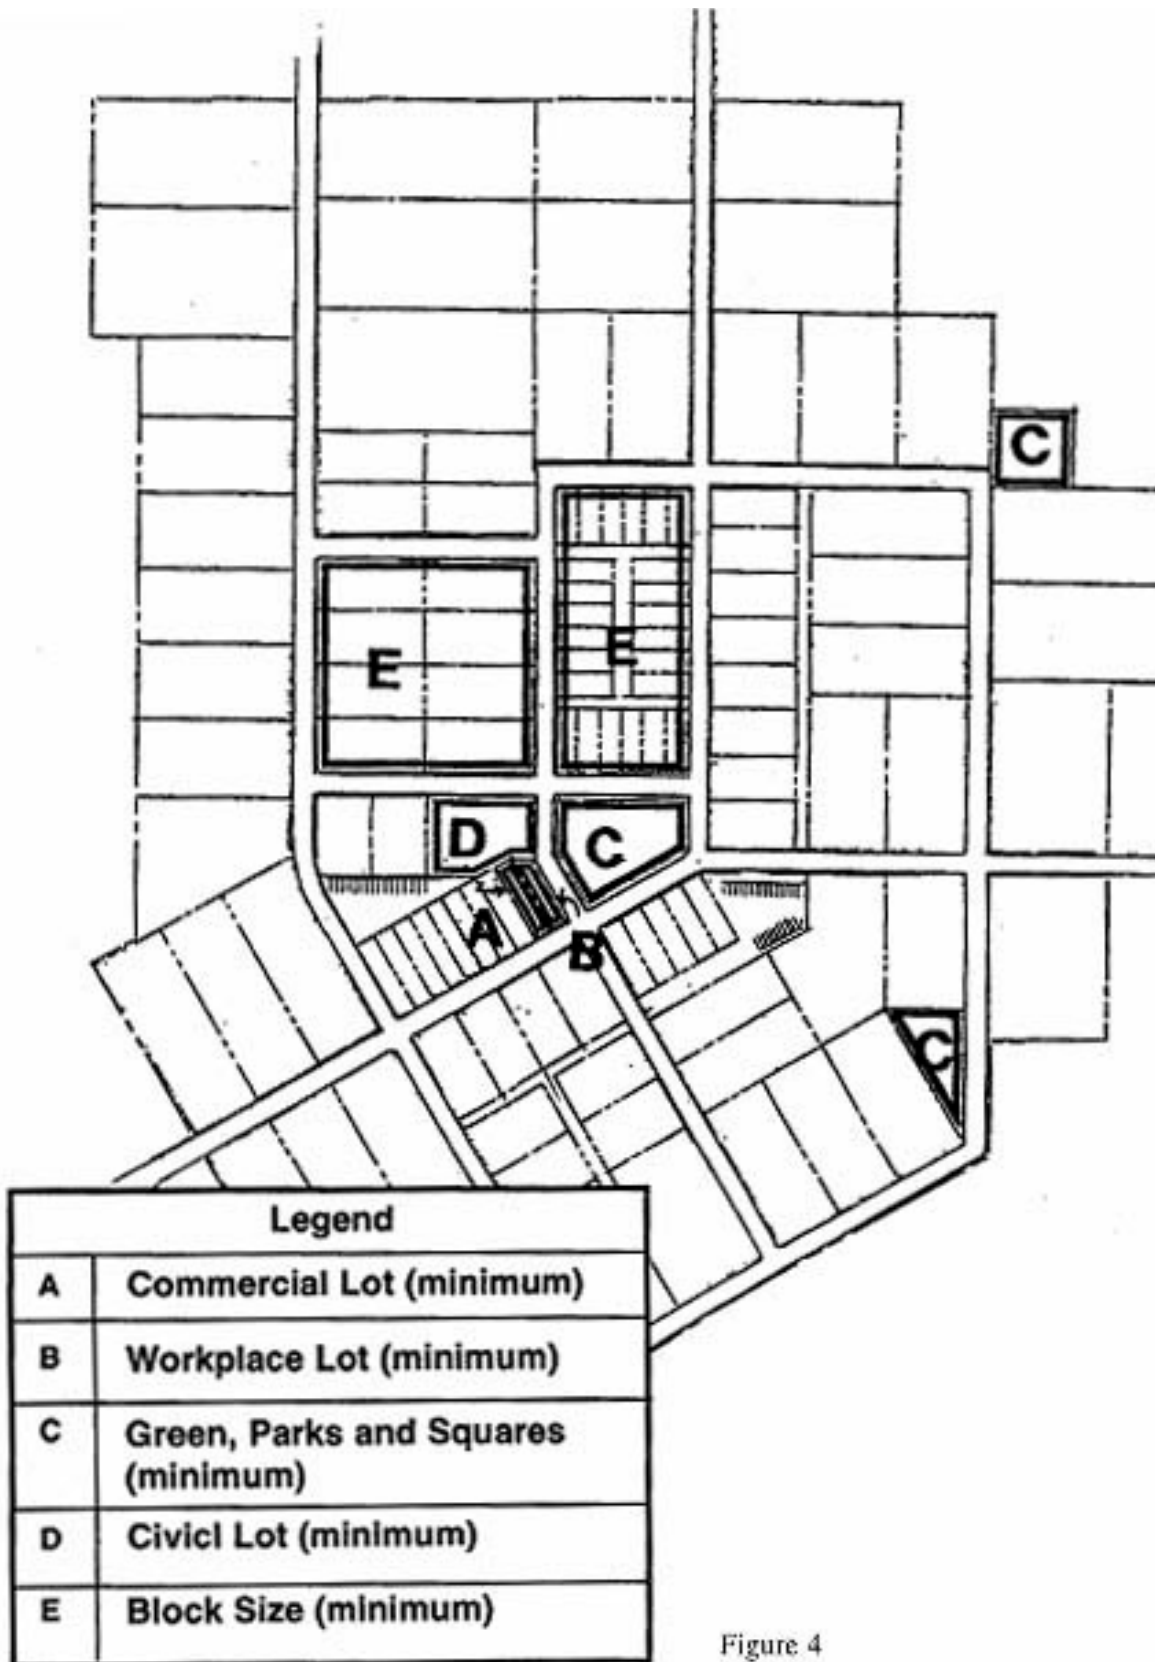 C
E
E
D
C
A
B
C
Legend
A Commercial Lot (minimum)
B Workplace Lot (minimum)
C Green, Parks and Squares
(minimum)
D Civicl Lot (minimum)
E Block Size (minimum)
Figure 4